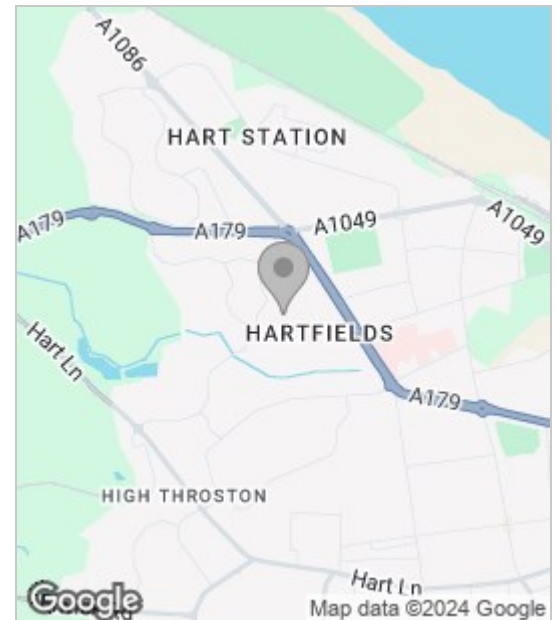 A1086
HART STATION
A179
A179
A1049
A1049
HARTFIELDS
Hart Ln
A179
HIGH THROSTON
Hart Ln
Google
Map data ©2024 Google